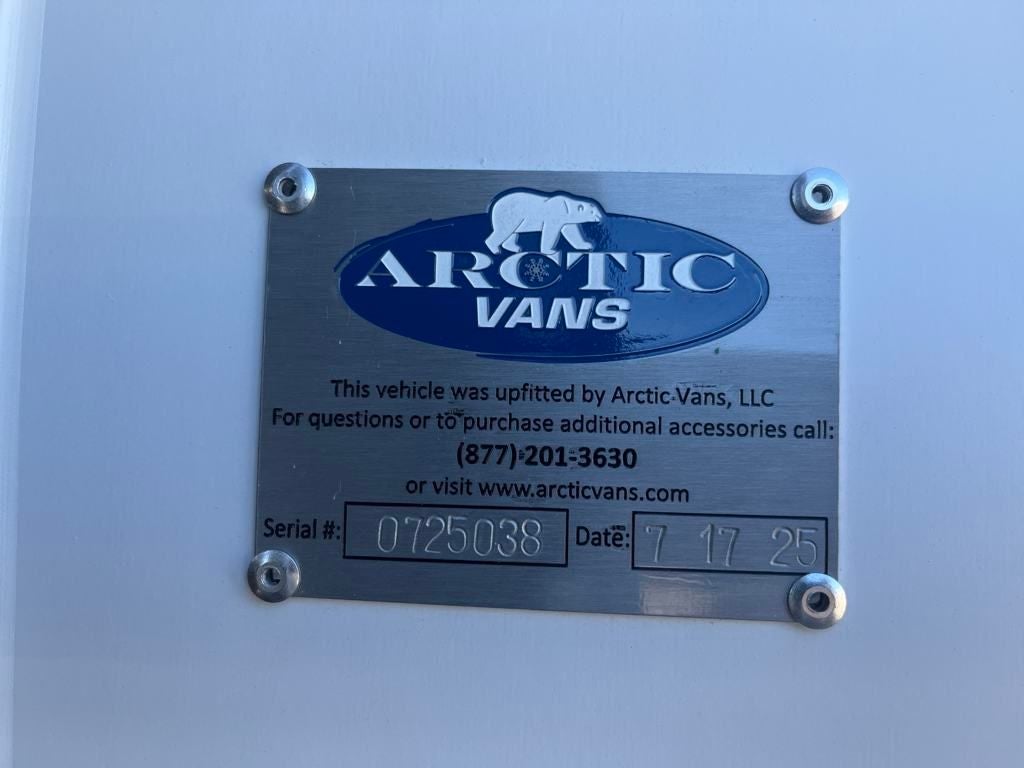 ARCTIC
VANS
This vehicle was upfitted by Arctic Vans, LLC
For questions or to purchase additional accessories call:
(877) 201-3630
or visit www.arcticvans.com
Serial #: 0725038 Date: 7 17 25